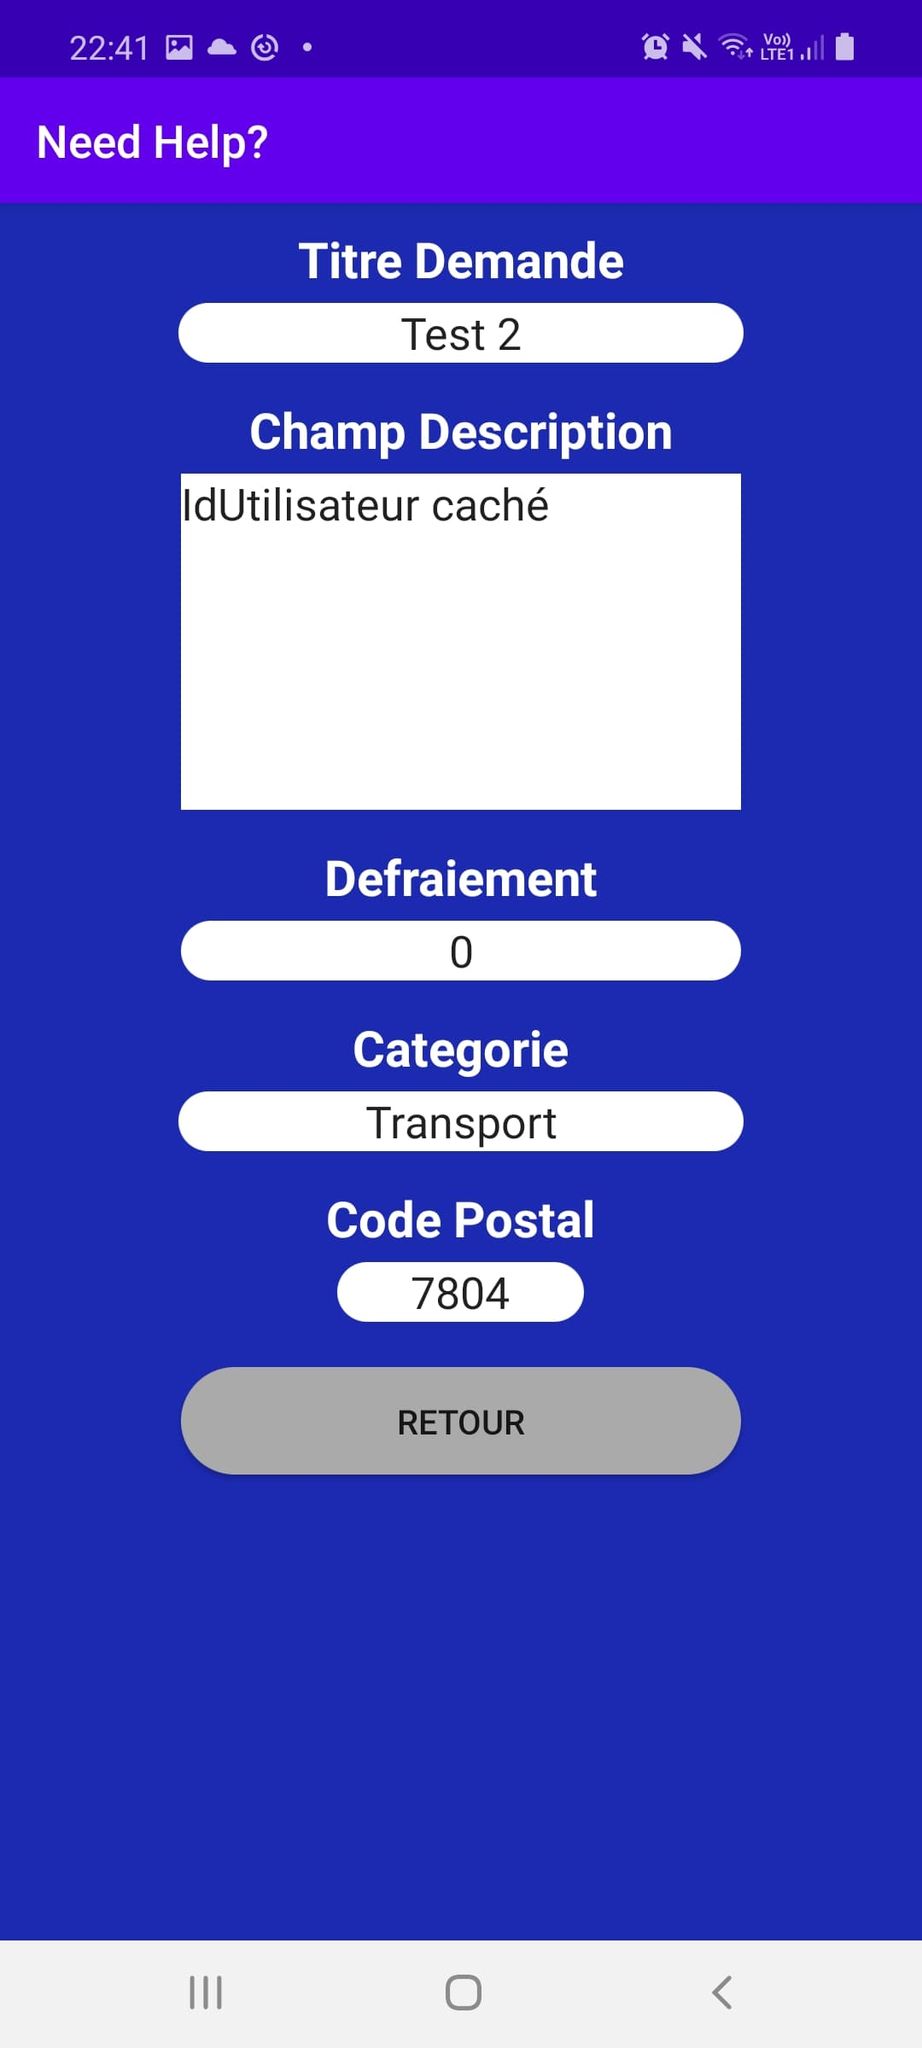 22:41
Vo))
LTE1
Need Help?
Titre Demande
Test 2
Champ Description
IdUtilisateur caché
Defraiement
0
Categorie
Transport
Code Postal
7804
RETOUR